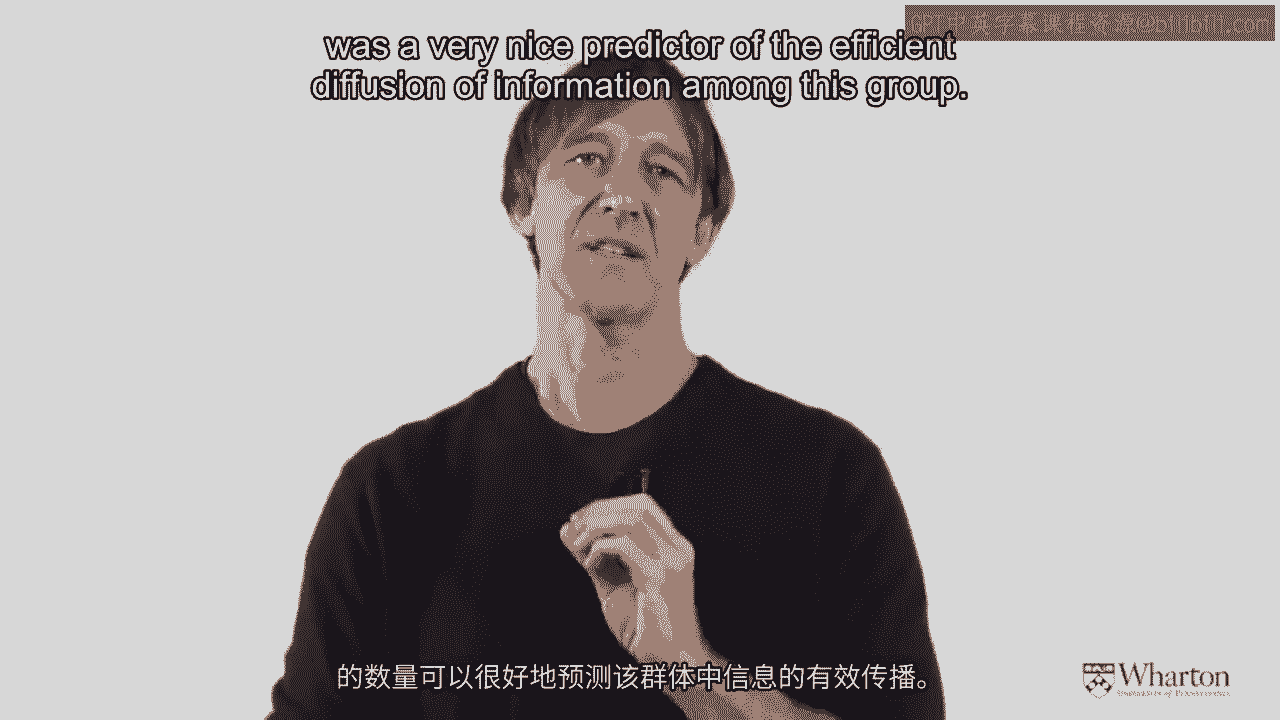 was a very nice predictor of the efficient
diffusion of information among this group.
的数量可以很好地预测该群体中信息的有效传播。
Wharton